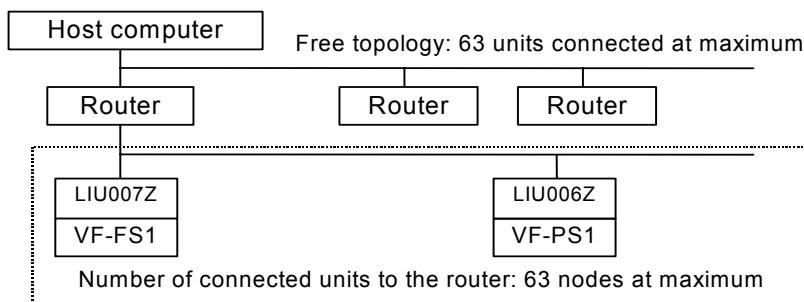 Host computer
Free topology: 63 units connected at maximum
Router
Router
Router
LIU007Z
LIU006Z
VF-FS1
VF-PS1
Number of connected units to the router: 63 nodes at maximum